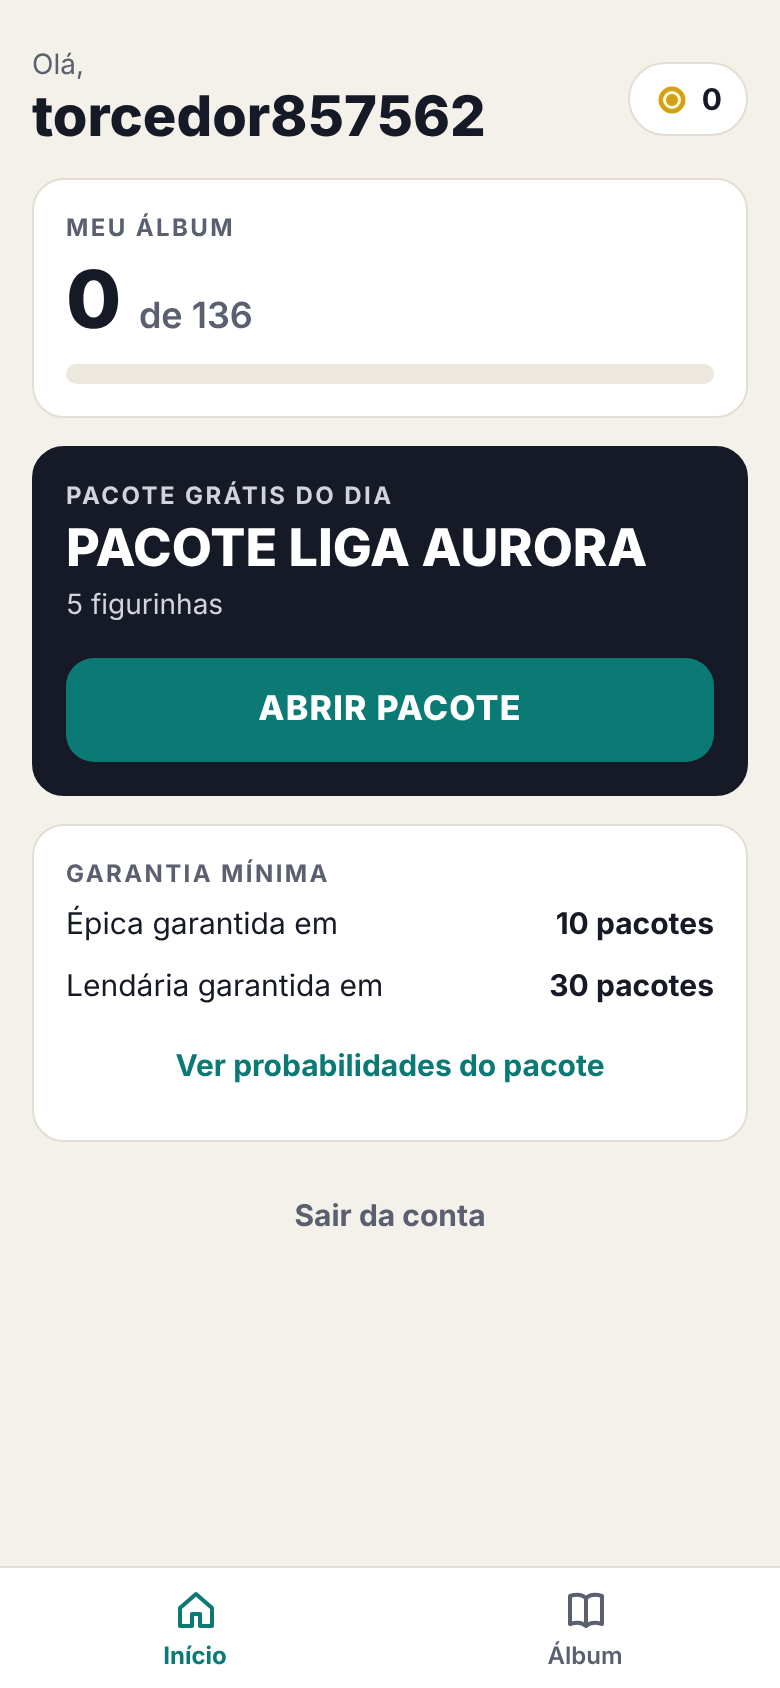 Olá,
torcedor857562
0
MEU ÁLBUM
0 de 136
PACOTE GRÁTIS DO DIA
PACOTE LIGA AURORA
5 figurinhas
ABRIR PACOTE
GARANTIA MÍNIMA
Épica garantida em 10 pacotes
Lendária garantida em 30 pacotes
Ver probabilidades do pacote
Sair da conta
Início
Álbum